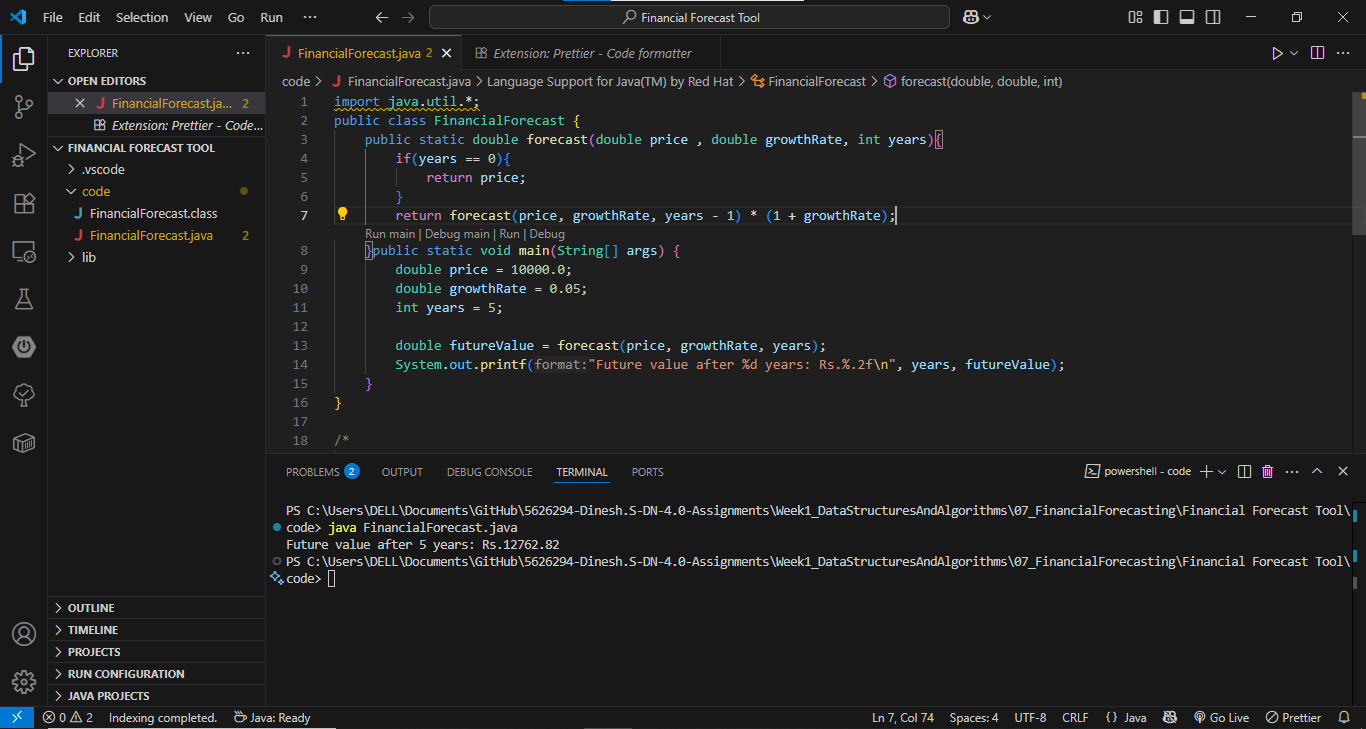 File Edit Selection View Go Run ··· Financial Forecast Tool
EXPLORER ···
FinancialForecast.java 2
Extension: Prettier - Code formatter
OPEN EDITORS
FinancialForecast.ja... 2
Extension: Prettier - Code...
FINANCIAL FORECAST TOOL
.vscode
code
FinancialForecast.class
FinancialForecast.java 2
lib
OUTLINE
TIMELINE
PROJECTS
RUN CONFIGURATION
JAVA PROJECTS
code > FinancialForecast.java > Language Support for Java(TM) by Red Hat > FinancialForecast > forecast(double, double, int)
1 import java.util.*;
2 public class FinancialForecast {
3 public static double forecast(double price , double growthRate, int years){
4 if(years == 0){
5 return price;
6 }
7 return forecast(price, growthRate, years - 1) * (1 + growthRate);
Run main | Debug main | Run | Debug
8 }public static void main(String[] args) {
9 double price = 10000.0;
10 double growthRate = 0.05;
11 int years = 5;
12
13 double futureValue = forecast(price, growthRate, years);
14 System.out.printf(format:"Future value after %d years: Rs.%.2f\n", years, futureValue);
15 }
16 }
17
18 /*
PROBLEMS 2 OUTPUT DEBUG CONSOLE TERMINAL PORTS
powershell - code
PS C:\Users\DELL\Documents\GitHub\5626294-Dinesh.S-DN-4.0-Assignments\Week1_DataStructuresAndAlgorithms\07_FinancialForecasting\Financial Forecast Tool\
code> java FinancialForecast.java
Future value after 5 years: Rs.12762.82
PS C:\Users\DELL\Documents\GitHub\5626294-Dinesh.S-DN-4.0-Assignments\Week1_DataStructuresAndAlgorithms\07_FinancialForecasting\Financial Forecast Tool\
code>
0 2 Indexing completed. Java: Ready Ln 7, Col 74 Spaces: 4 UTF-8 CRLF {} Java Go Live Prettier